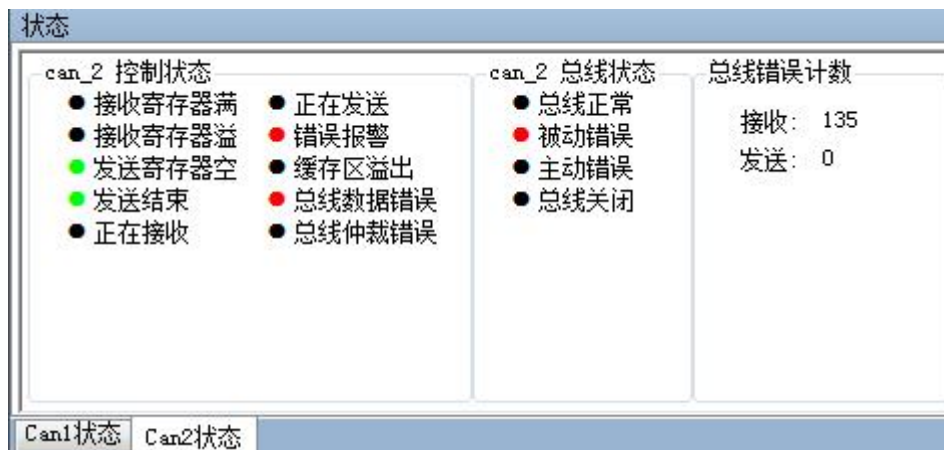 状态
can_2 控制状态
接收寄存器满
接收寄存器溢
发送寄存器空
发送结束
正在接收
正在发送
错误报警
缓存区溢出
总线数据错误
总线仲裁错误
can_2 总线状态
总线正常
被动错误
主动错误
总线关闭
总线错误计数
接收: 135
发送: 0
Can1状态 Can2状态